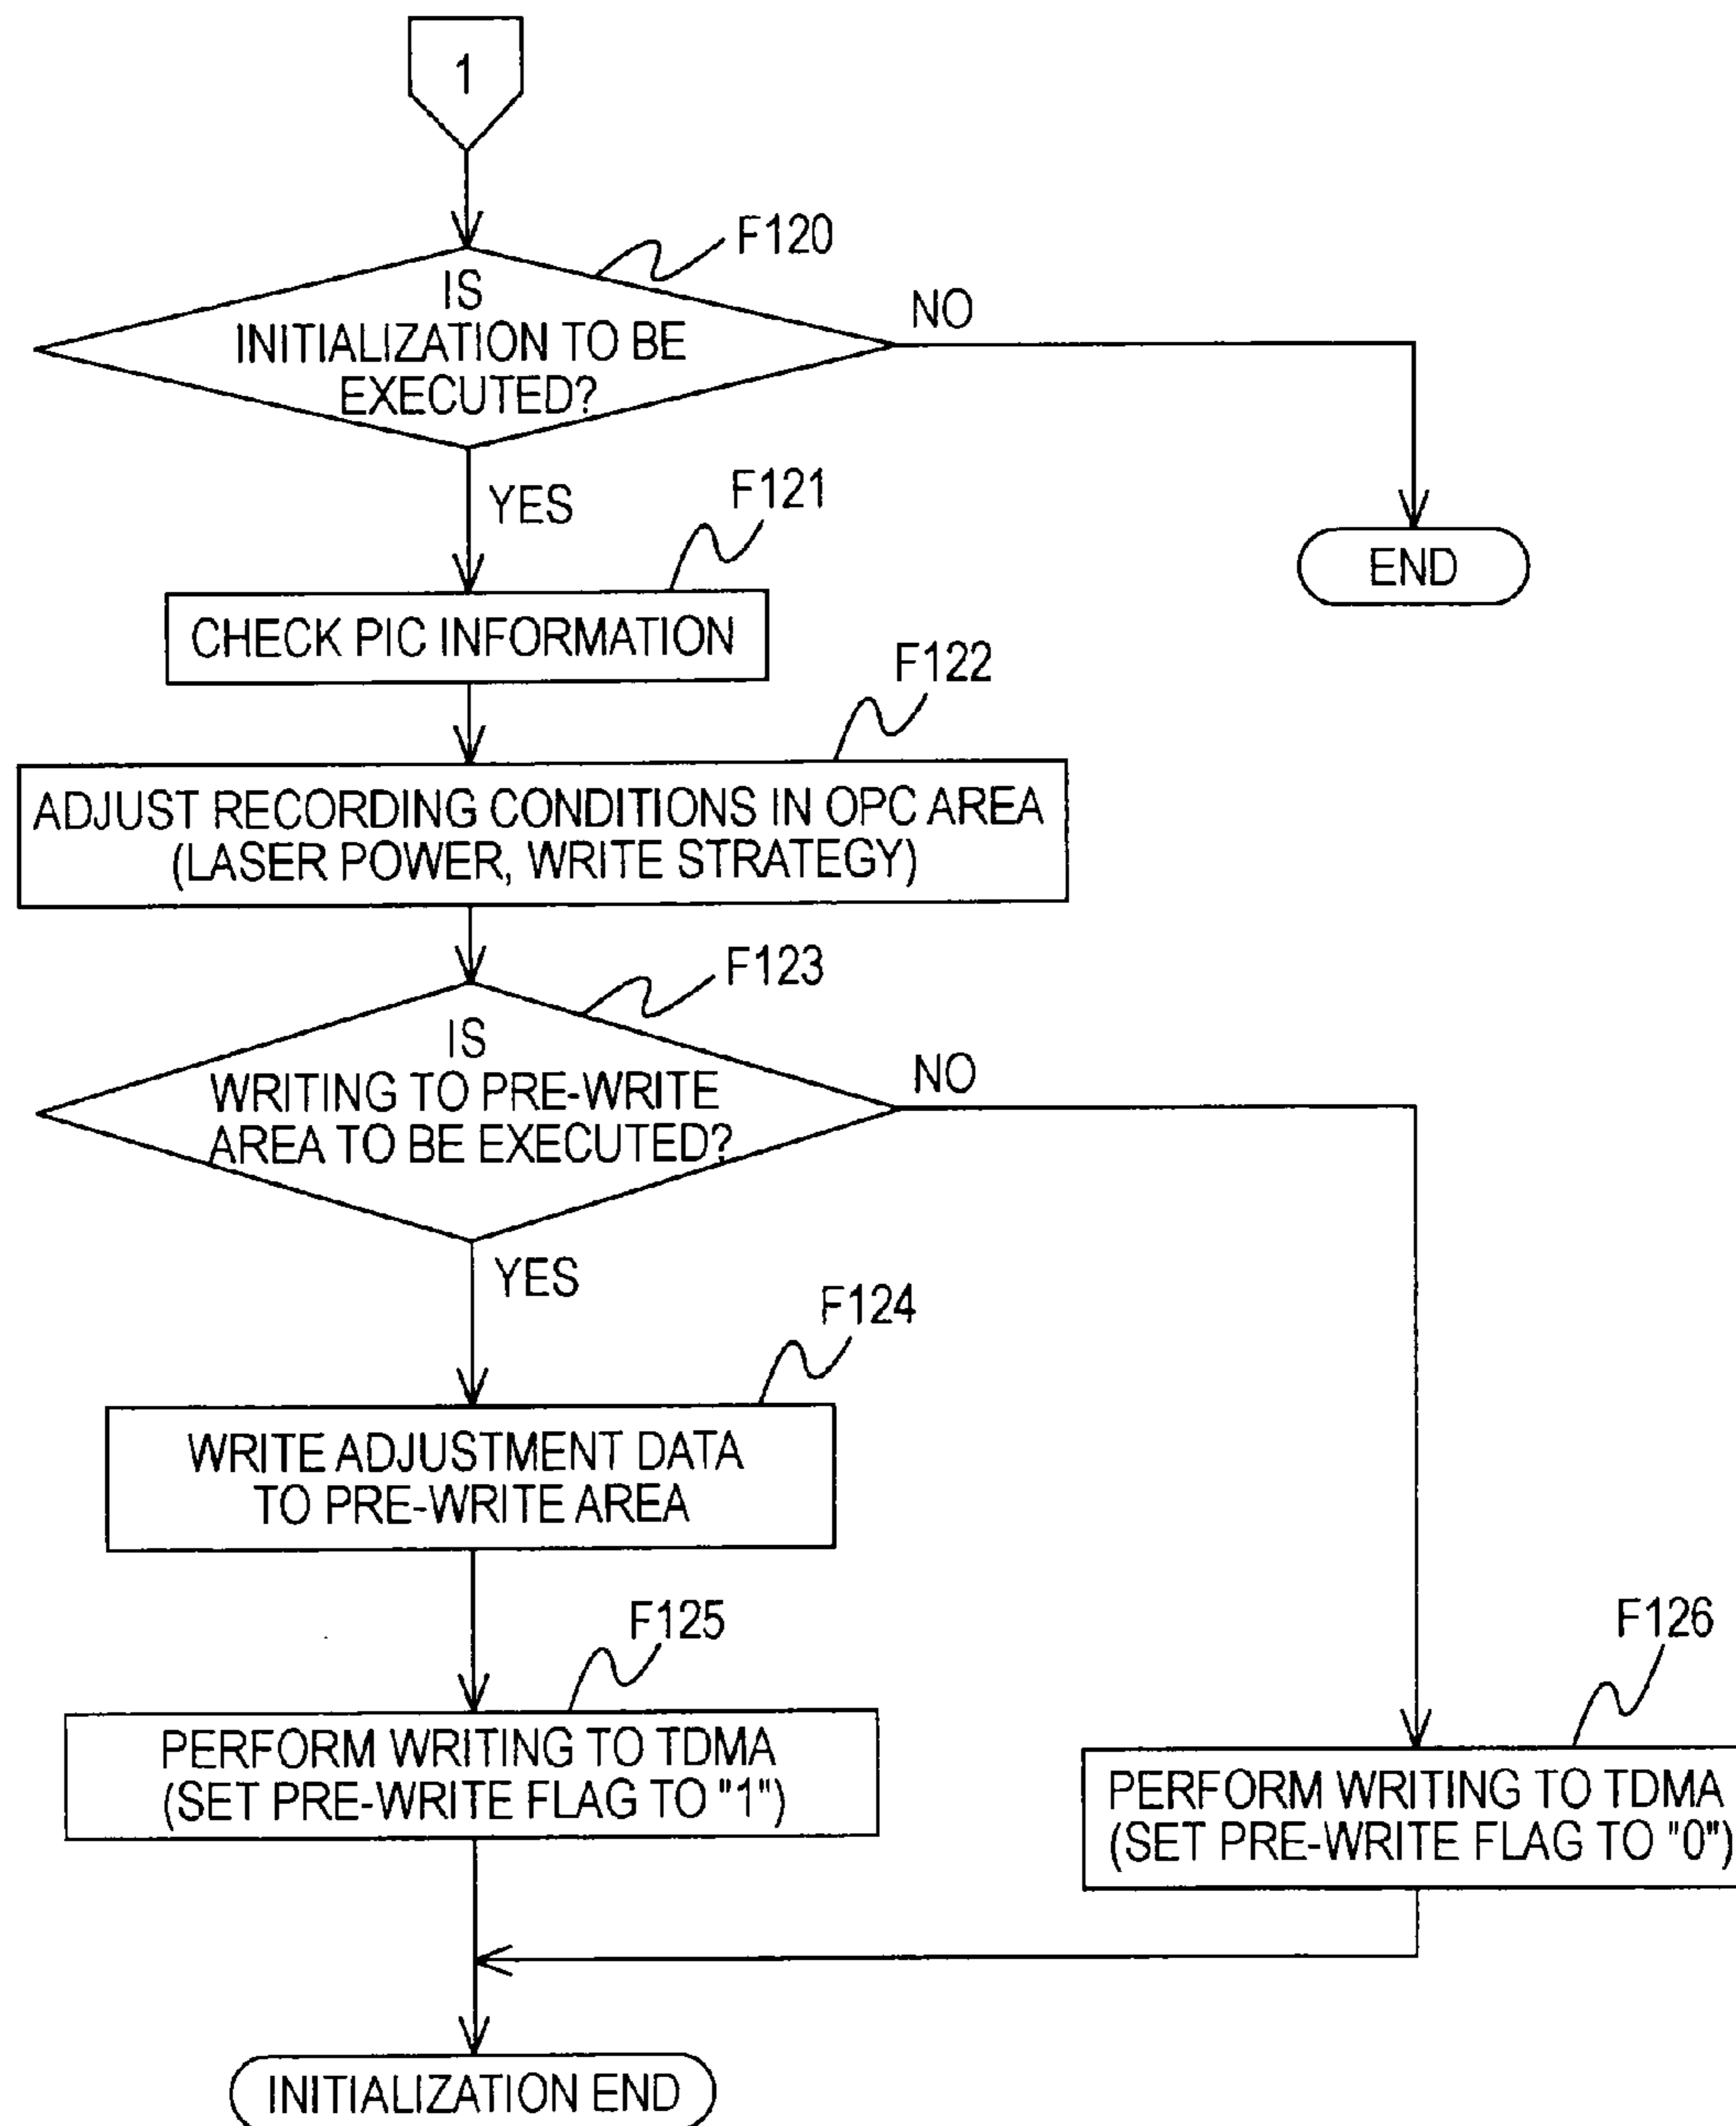 1
F120
IS
INITIALIZATION TO BE
EXECUTED?
NO
YES
END
F121
CHECK PIC INFORMATION
F122
ADJUST RECORDING CONDITIONS IN OPC AREA
(LASER POWER, WRITE STRATEGY)
F123
IS
WRITING TO PRE-WRITE
AREA TO BE EXECUTED?
NO
YES
F124
WRITE ADJUSTMENT DATA
TO PRE-WRITE AREA
F125
PERFORM WRITING TO TDMA
(SET PRE-WRITE FLAG TO "1")
F126
PERFORM WRITING TO TDMA
(SET PRE-WRITE FLAG TO "0")
INITIALIZATION END